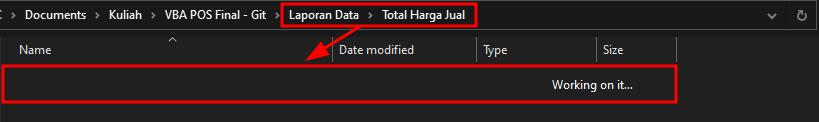 Documents > Kuliah > VBA POS Final - Git > Laporan Data > Total Harga Jual
Name Date modified Type Size
Working on it...